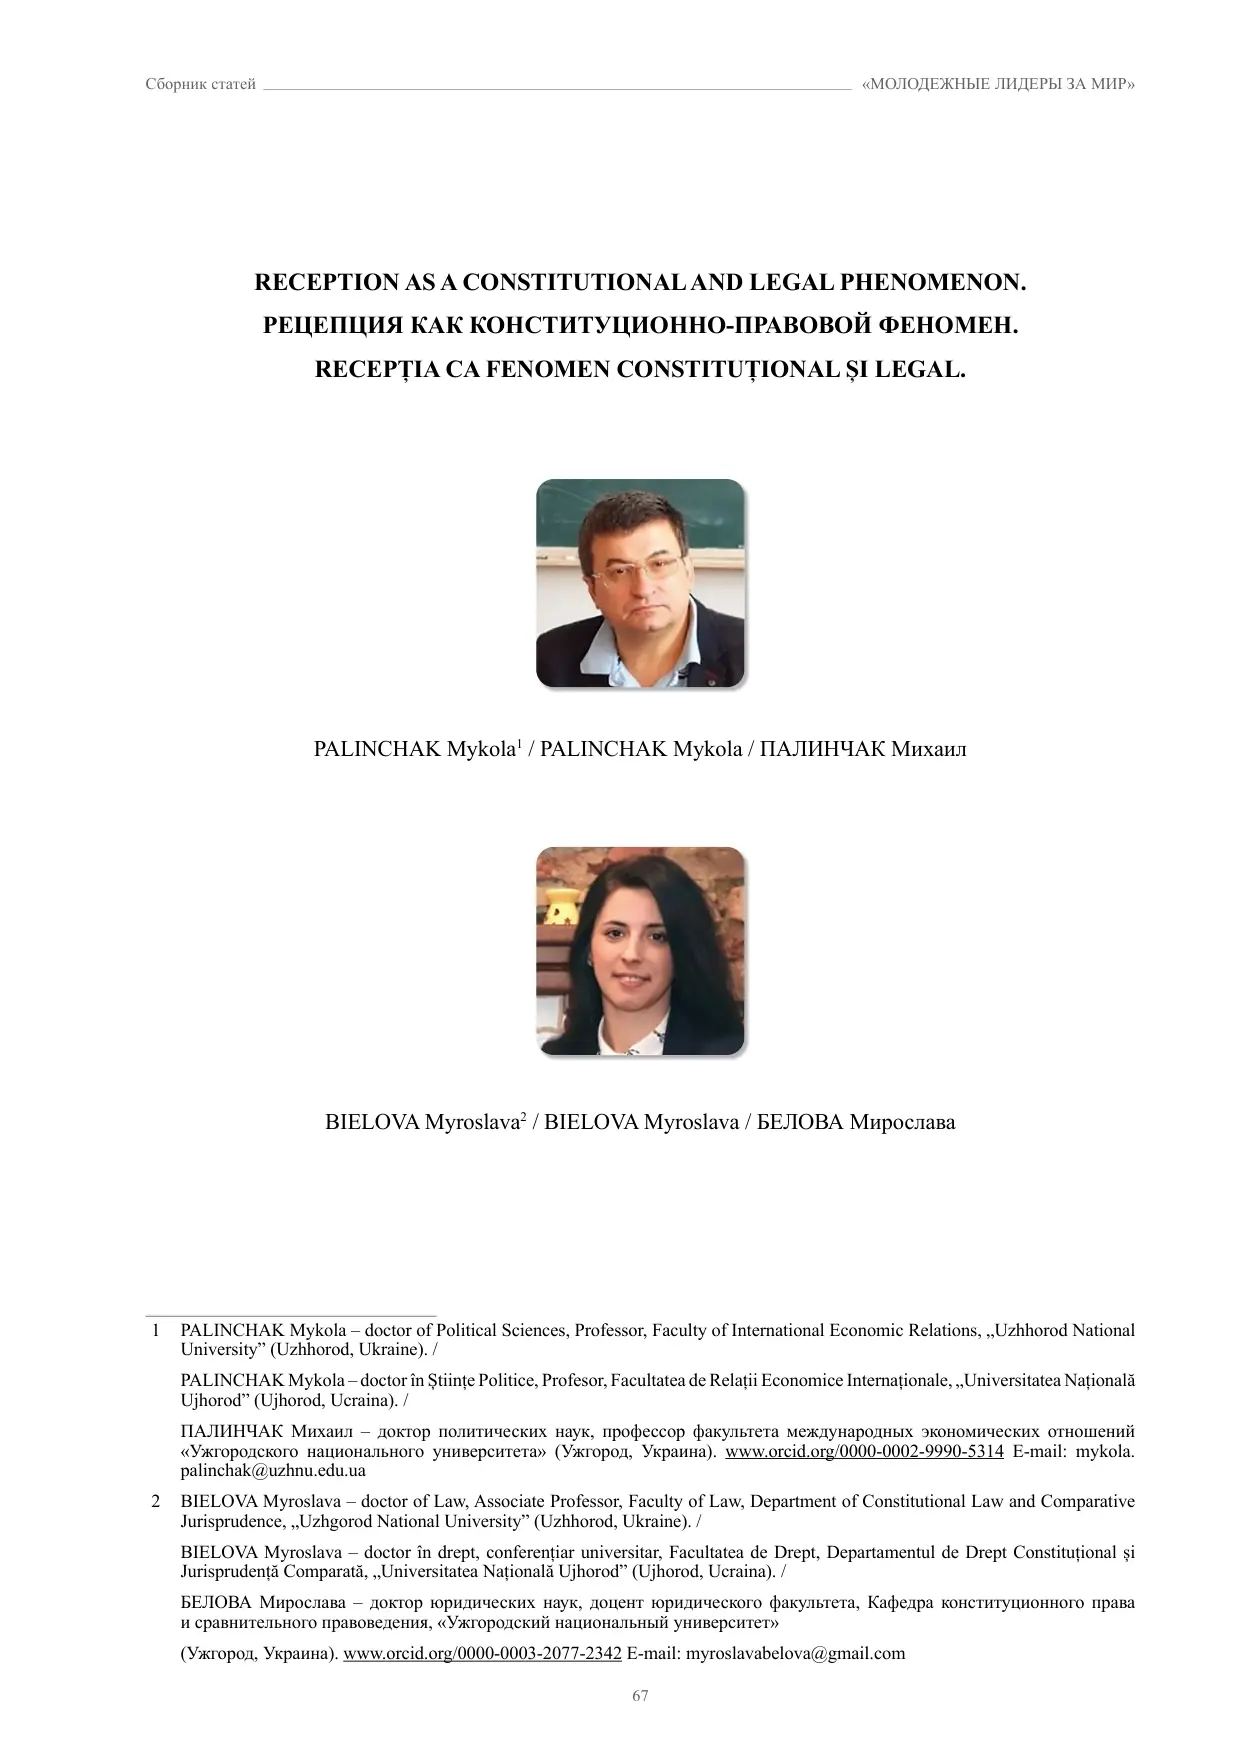 Сборник статей «МОЛОДЕЖНЫЕ ЛИДЕРЫ ЗА МИР»
RECEPTION AS A CONSTITUTIONAL AND LEGAL PHENOMENON.
РЕЦЕПЦИЯ КАК КОНСТИТУЦИОННО-ПРАВОВОЙ ФЕНОМЕН.
RECEPȚIA CA FENOMEN CONSTITUȚIONAL ȘI LEGAL.
PALINCHAK Mykola¹ / PALINCHAK Mykola / ПАЛИНЧАК Михаил
BIELOVA Myroslava² / BIELOVA Myroslava / БЕЛОВА Мирослава
1 PALINCHAK Mykola – doctor of Political Sciences, Professor, Faculty of International Economic Relations, „Uzhhorod National
University” (Uzhhorod, Ukraine). /
PALINCHAK Mykola – doctor în Științe Politice, Profesor, Facultatea de Relații Economice Internaționale, „Universitatea Națională
Ujhorod” (Ujhorod, Ucraina). /
ПАЛИНЧАК Михаил – доктор политических наук, профессор факультета международных экономических отношений
«Ужгородского национального университета» (Ужгород, Украина). www.orcid.org/0000-0002-9990-5314 E-mail: mykola.
palinchak@uzhnu.edu.ua
2 BIELOVA Myroslava – doctor of Law, Associate Professor, Faculty of Law, Department of Constitutional Law and Comparative
Jurisprudence, „Uzhgorod National University” (Uzhhorod, Ukraine). /
BIELOVA Myroslava – doctor în drept, conferențiar universitar, Facultatea de Drept, Departamentul de Drept Constituțional și
Jurisprudență Comparată, „Universitatea Națională Ujhorod” (Ujhorod, Ucraina). /
БЕЛОВА Мирослава – доктор юридических наук, доцент юридического факультета, Кафедра конституционного права
и сравнительного правоведения, «Ужгородский национальный университет»
(Ужгород, Украина). www.orcid.org/0000-0003-2077-2342 E-mail: myroslavabelova@gmail.com
67